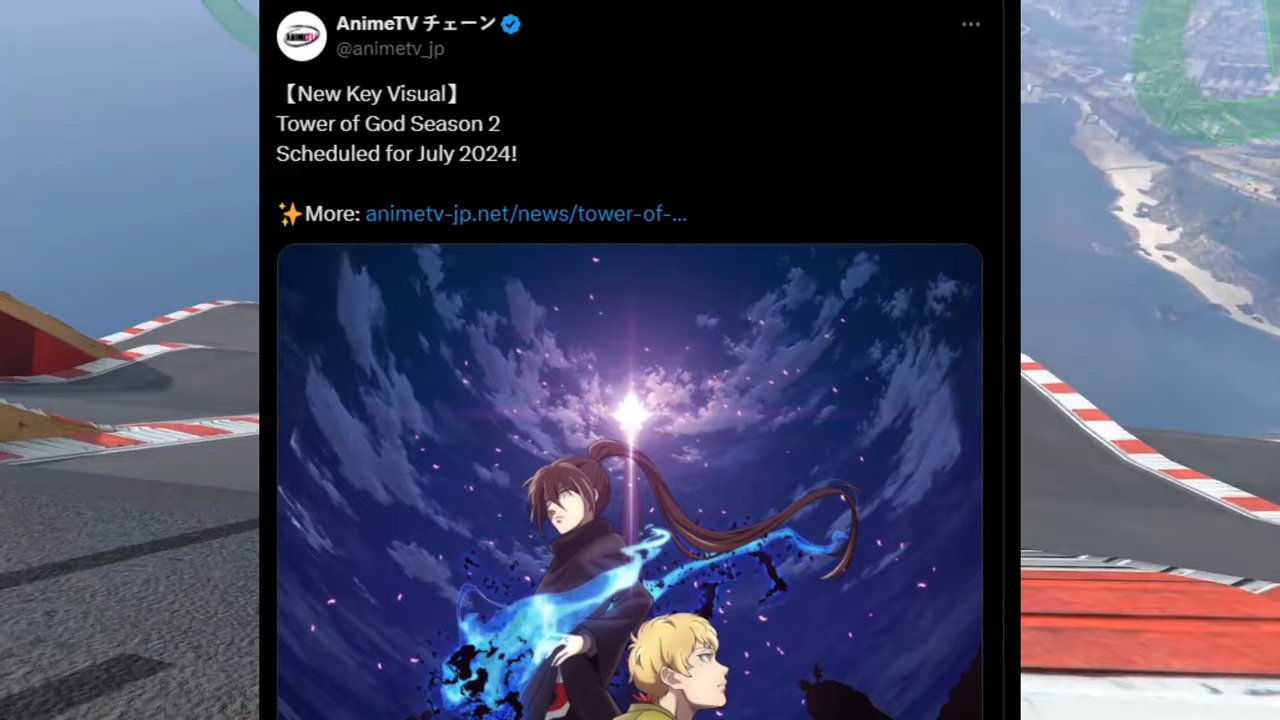 AnimeTV チェーン
@animetv_jp
【New Key Visual】
Tower of God Season 2
Scheduled for July 2024!
✨More: animetv-jp.net/news/tower-of-...